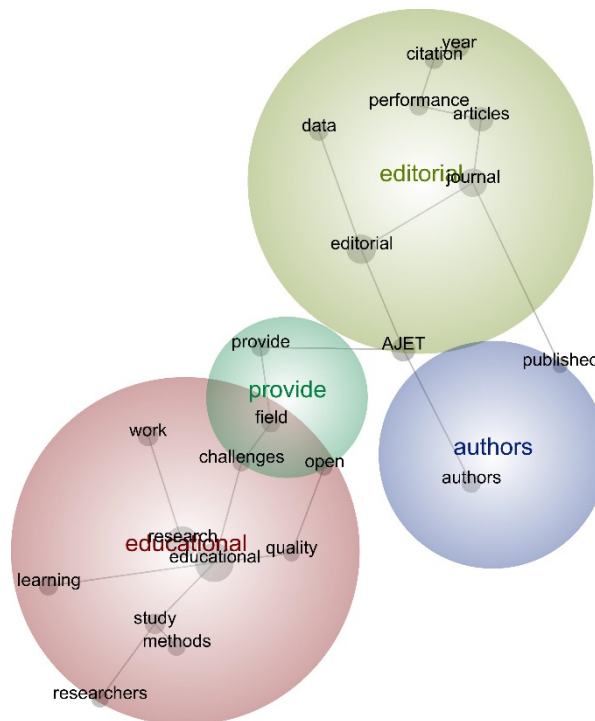 year
citation
performance
articles
data
editorial
journal
editorial
provide
AJET
published
provide
field
work
authors
challenges
open
authors
research
educational
educational
quality
learning
study
methods
researchers